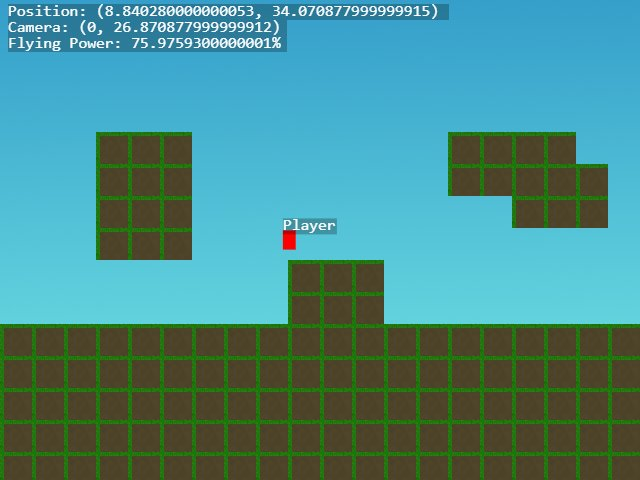 Position: (8.840280000000053, 34.070877999999915)
Camera: (0, 26.870877999999912)
Flying Power: 75.9759300000001%
Player